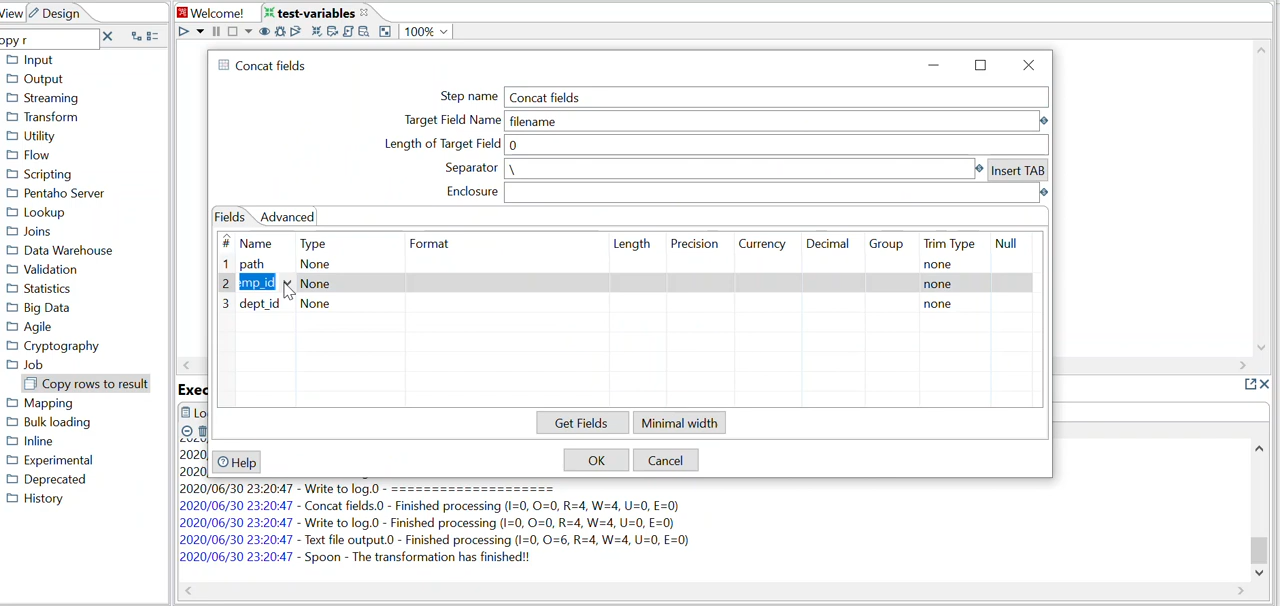 View Design
Welcome! test-variables
opy r
100%
Input
Output
Streaming
Transform
Utility
Flow
Scripting
Pentaho Server
Lookup
Joins
Data Warehouse
Validation
Statistics
Big Data
Agile
Cryptography
Job
Copy rows to result
Mapping
Bulk loading
Inline
Experimental
Deprecated
History
Concat fields
Step name Concat fields
Target Field Name filename
Length of Target Field 0
Separator \ Insert TAB
Enclosure
Fields Advanced
# Name Type Format Length Precision Currency Decimal Group Trim Type Null
1 path None none
2 emp_id None none
3 dept_id None none
Get Fields Minimal width
Help OK Cancel
Exec
Lo
2020
2020
2020/06/30 23:20:47 - Write to log.0 - ====================
2020/06/30 23:20:47 - Concat fields.0 - Finished processing (I=0, O=0, R=4, W=4, U=0, E=0)
2020/06/30 23:20:47 - Write to log.0 - Finished processing (I=0, O=0, R=4, W=4, U=0, E=0)
2020/06/30 23:20:47 - Text file output.0 - Finished processing (I=0, O=6, R=4, W=4, U=0, E=0)
2020/06/30 23:20:47 - Spoon - The transformation has finished!!